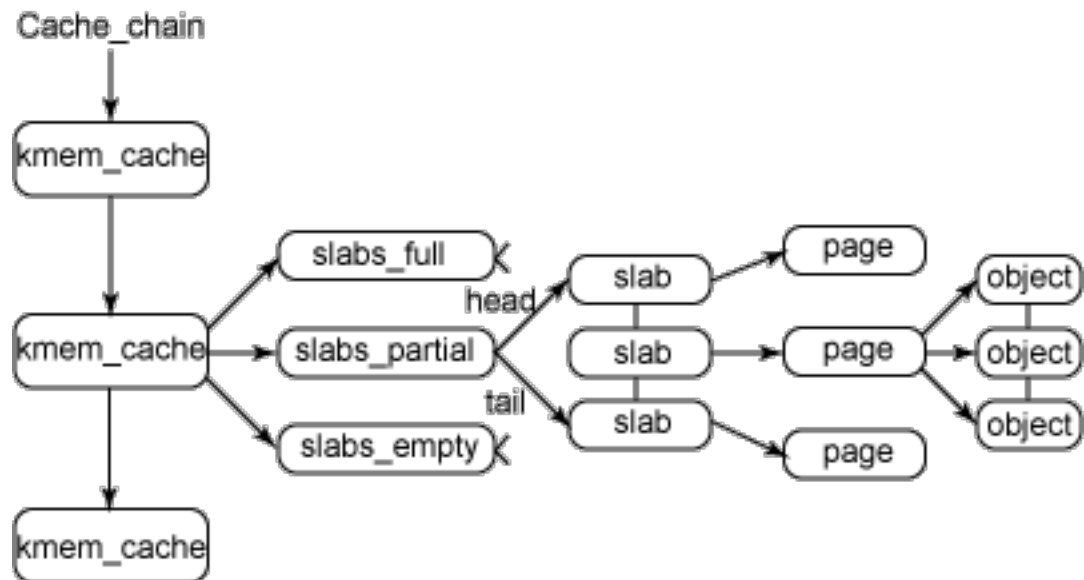 Cache_chain
kmem_cache
slabs_full
page
slab
object
head
kmem_cache
slabs_partial
slab
page
object
tail
slab
object
slabs_empty
page
kmem_cache